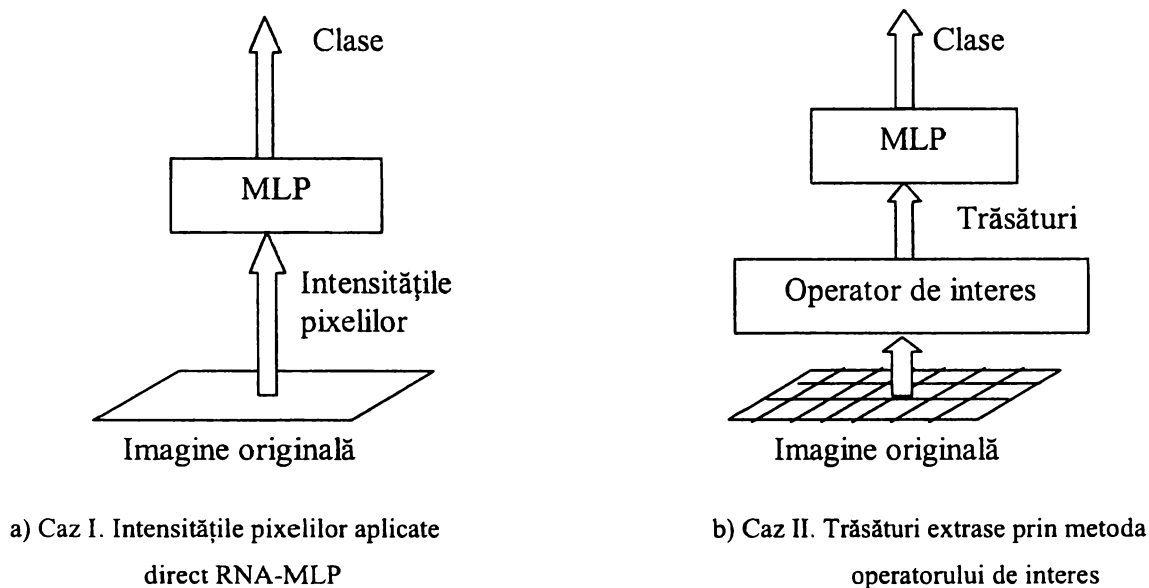 Clase
MLP
Intensitățile
pixelilor
Imagine originală
a) Caz I. Intensitățile pixelilor aplicate
direct RNA-MLP
Clase
MLP
Trăsături
Operator de interes
Imagine originală
b) Caz II. Trăsături extrase prin metoda
operatorului de interes